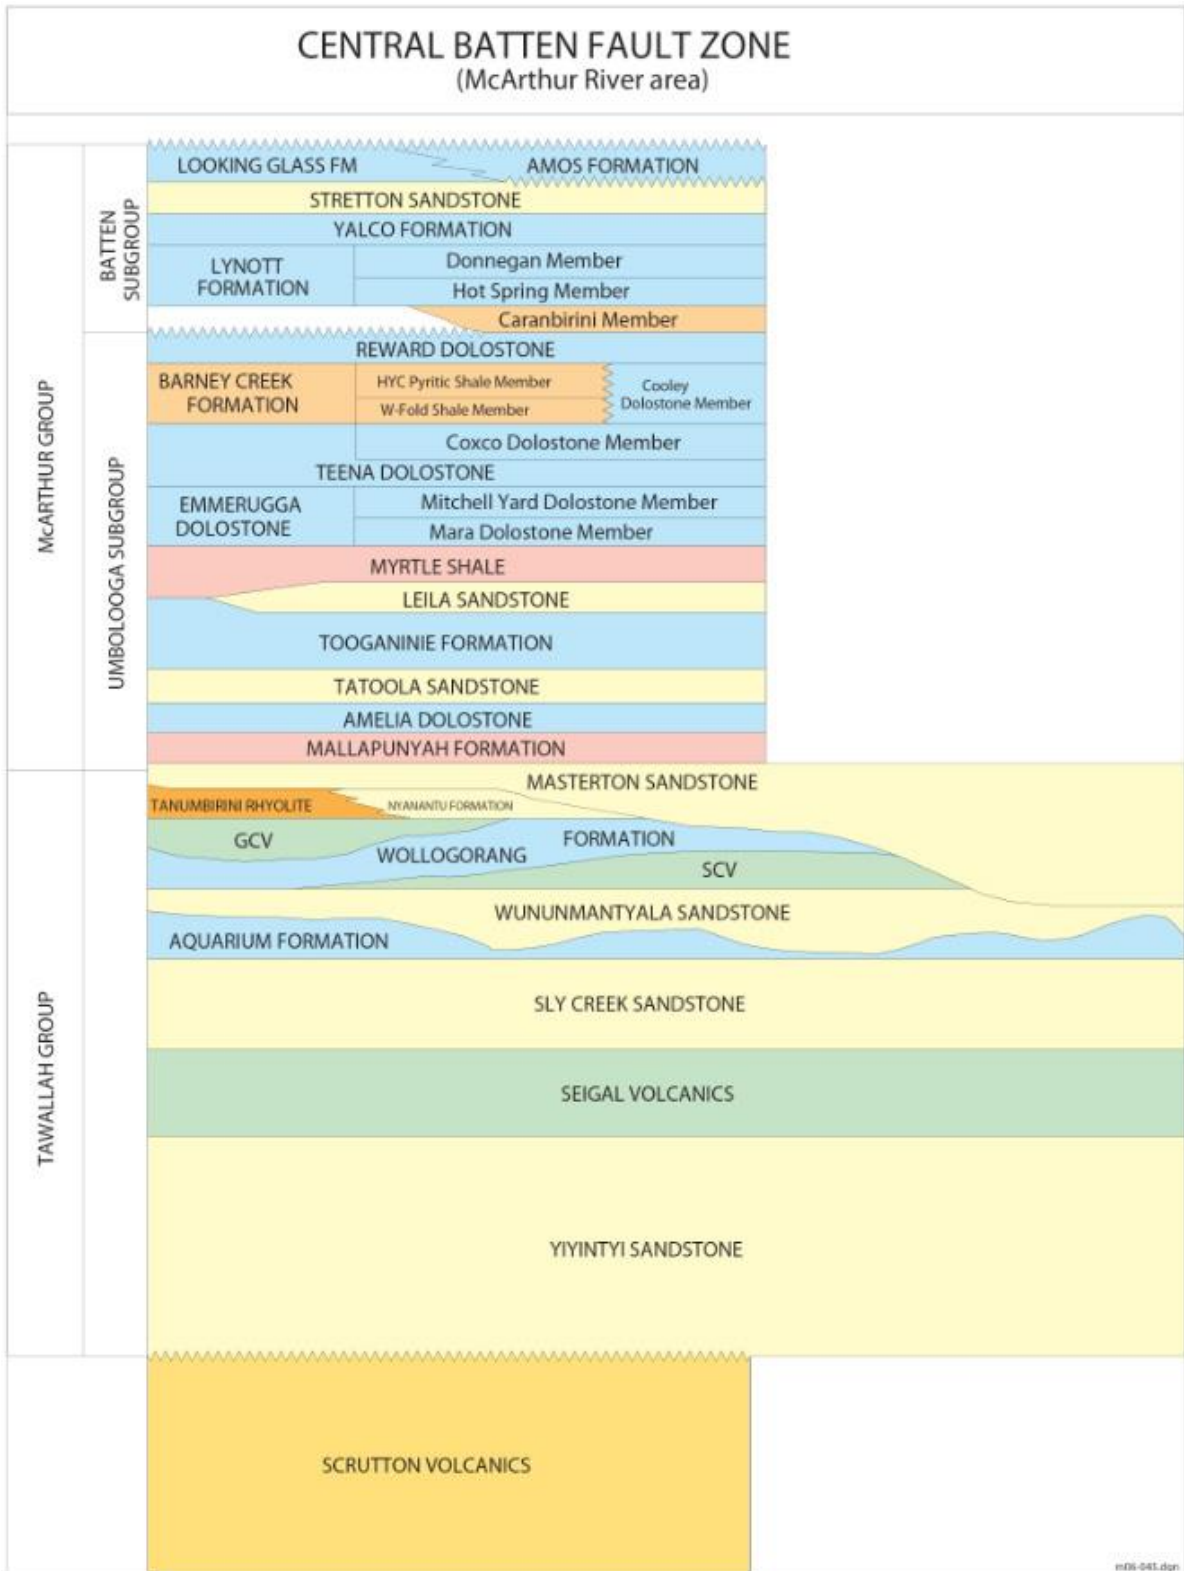 CENTRAL BATTEN FAULT ZONE
(McArthur River area)
McARTHUR GROUP
BATTEN
SUBGROUP
LOOKING GLASS FM
AMOS FORMATION
STRETTON SANDSTONE
YALCO FORMATION
LYNOTT
FORMATION
Donnegan Member
Hot Spring Member
Caranbirini Member
UMBOLOOGA SUBGROUP
REWARD DOLOSTONE
BARNEY CREEK
FORMATION
HYC Pyritic Shale Member
W-Fold Shale Member
Cooley
Dolostone Member
Coxco Dolostone Member
TEENA DOLOSTONE
EMMERUGGA
DOLOSTONE
Mitchell Yard Dolostone Member
Mara Dolostone Member
MYRTLE SHALE
LEILA SANDSTONE
TOOGANINIE FORMATION
TATOOLA SANDSTONE
AMELIA DOLOSTONE
MALLAPUNYAH FORMATION
TAWALLAH GROUP
MASTERTON SANDSTONE
TANUMBIRINI RHYOLITE
NYANANTU FORMATION
GCV
WOLLOGORANG
FORMATION
SCV
WUNUNMANTYALA SANDSTONE
AQUARIUM FORMATION
SLY CREEK SANDSTONE
SEIGAL VOLCANICS
YIYINTYI SANDSTONE
SCRUTTON VOLCANICS
m06-045.dgn